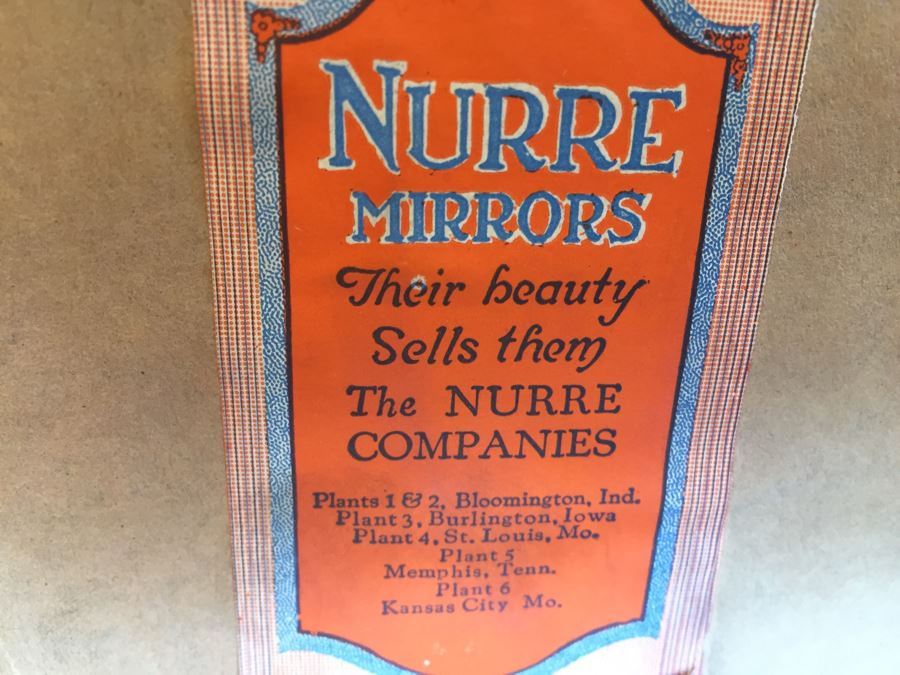 NURRE
MIRRORS
Their beauty
Sells them
The NURRE
COMPANIES
Plants 1 & 2, Bloomington, Ind.
Plant 3, Burlington, Iowa
Plant 4, St. Louis, Mo.
Plant 5
Memphis, Tenn.
Plant 6
Kansas City Mo.